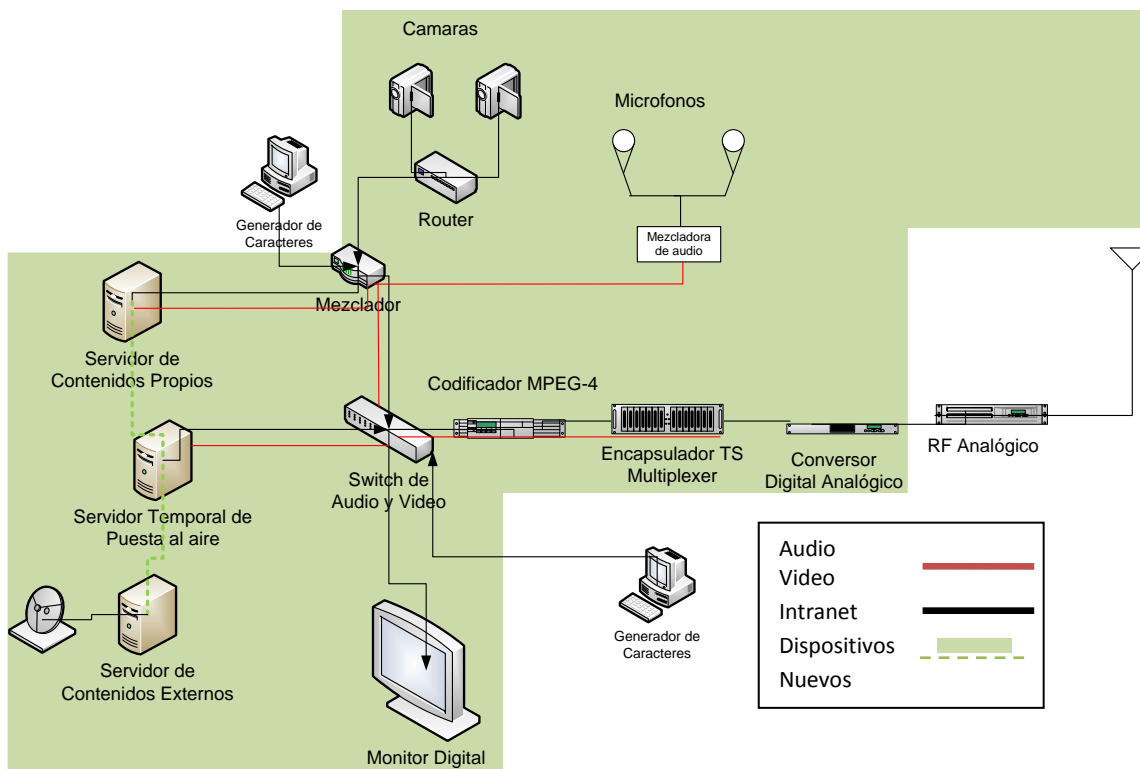 Camaras
Microfonos
Router
Generador de
Caracteres
Mezcladora
de audio
Mezclador
Servidor de
Contenidos Propios
Codificador MPEG-4
Encapsulador TS
Multiplexer
Conversor
Digital Analógico
RF Analógico
Switch de
Audio y Video
Servidor Temporal de
Puesta al aire
Audio
Video
Intranet
Dispositivos
Nuevos
Generador de
Caracteres
Servidor de
Contenidos Externos
Monitor Digital